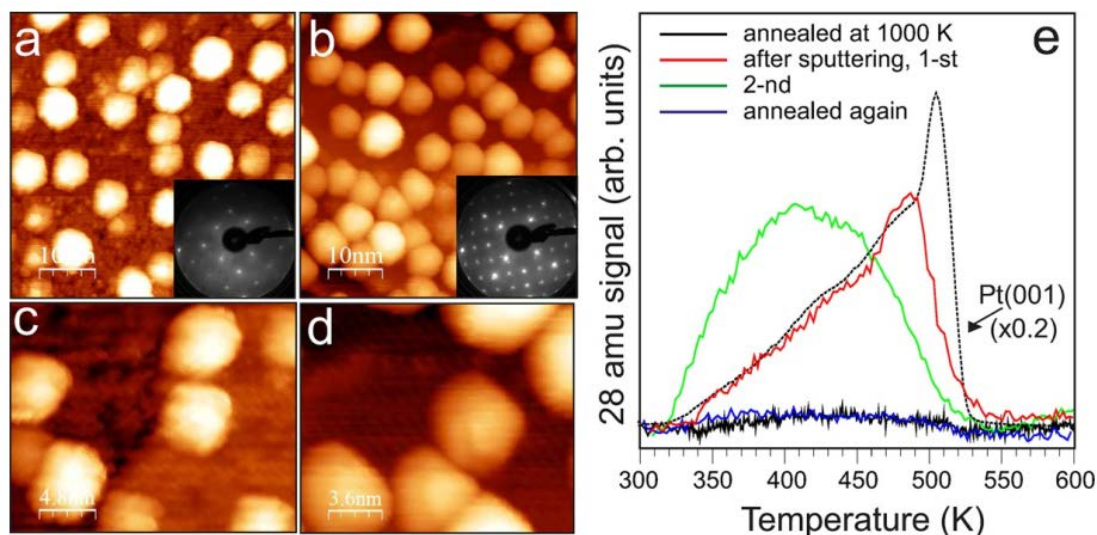 a
b
10nm
10nm
c
d
4.8nm
3.6nm
e
annealed at 1000 K
after sputtering, 1-st
2-nd
annealed again
28 amu signal (arb. units)
Pt(001)
(x0.2)
300 350 400 450 500 550 600
Temperature (K)